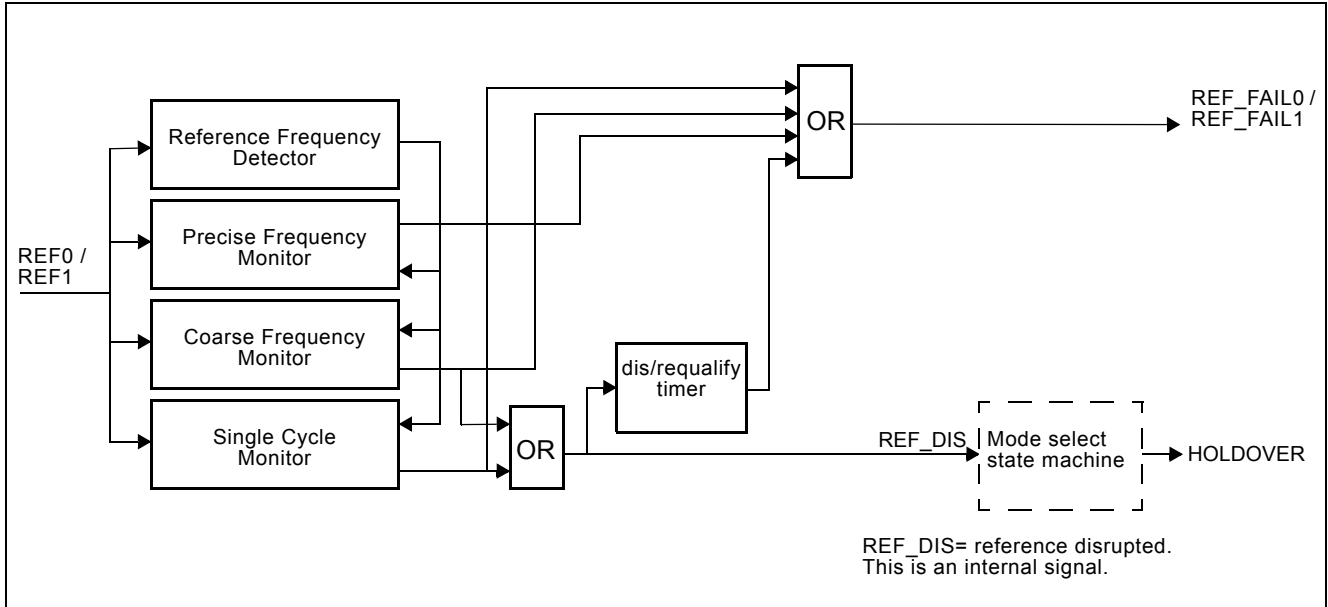 REF0 /
REF1
Reference Frequency
Detector
Precise Frequency
Monitor
Coarse Frequency
Monitor
Single Cycle
Monitor
OR
dis/requalify
timer
OR
REF_FAIL0 /
REF_FAIL1
REF_DIS
Mode select
state machine
HOLDOVER
REF_DIS= reference disrupted.
This is an internal signal.